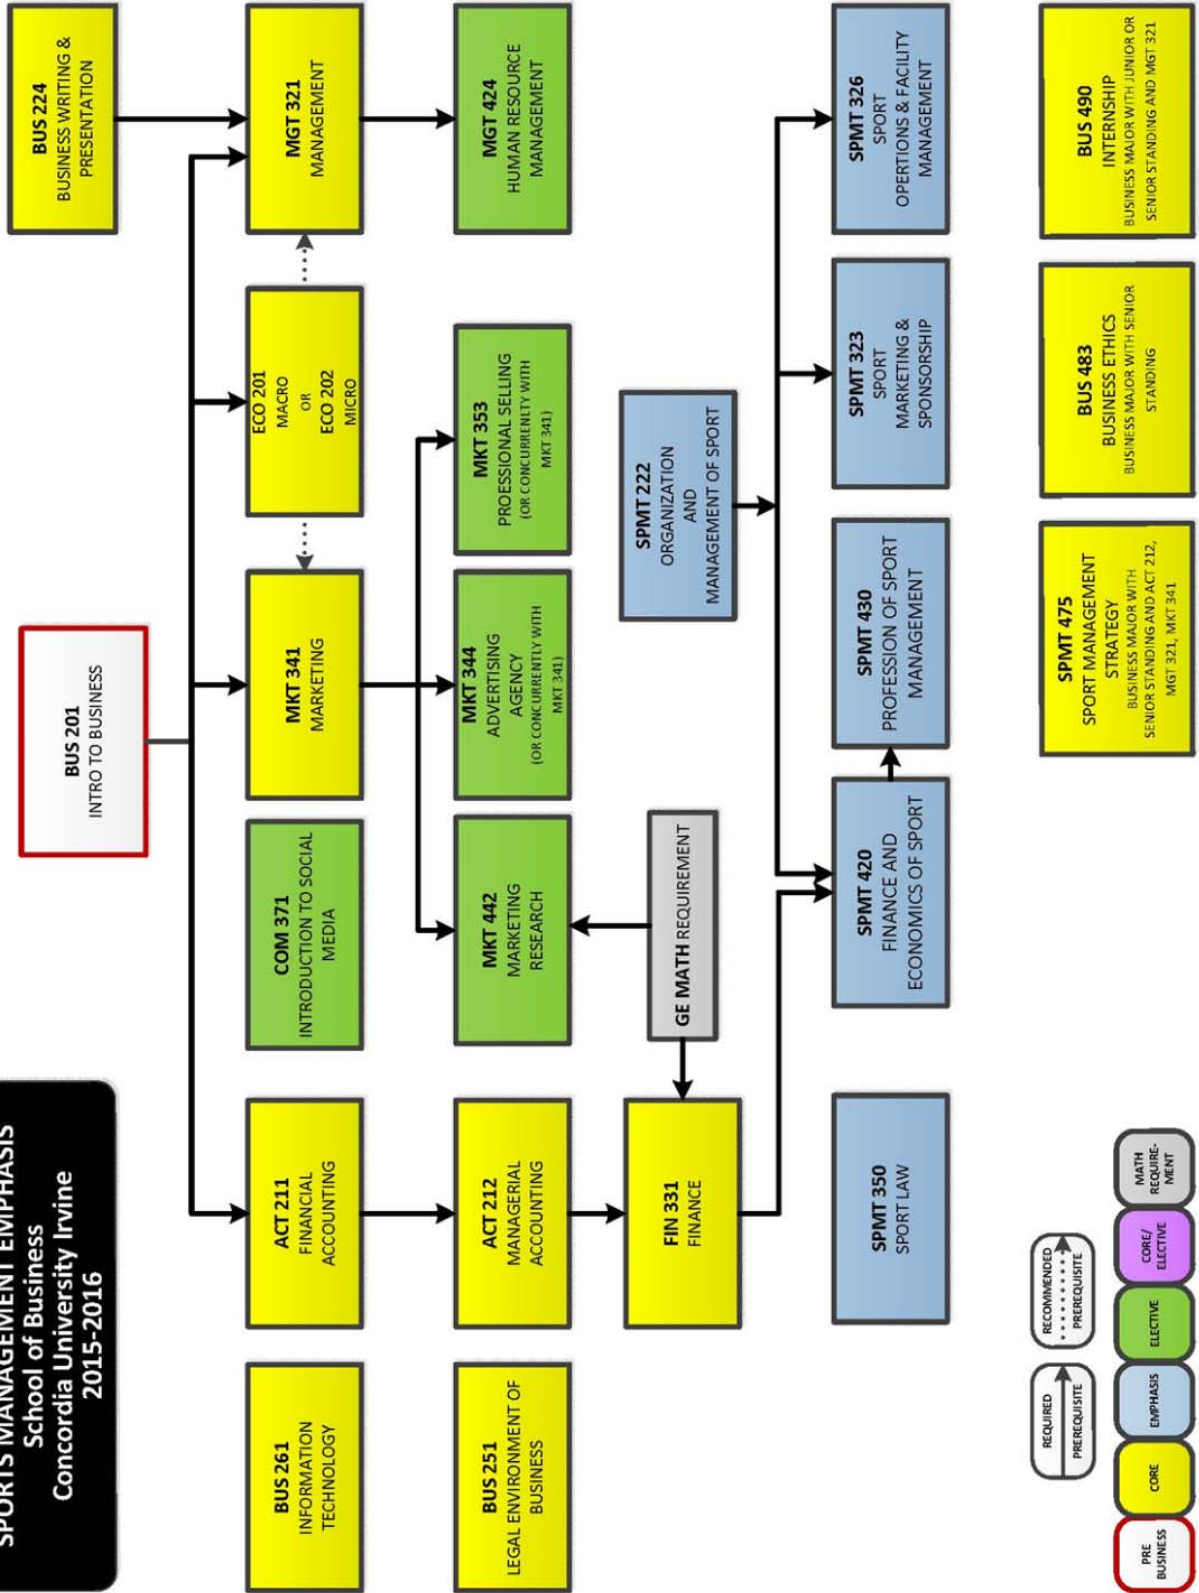 SPORTS MANAGEMENT EMPHASIS
School of Business
Concordia University Irvine
2015-2016
BUS 201
INTRO TO BUSINESS
BUS 224
BUSINESS WRITING &
PRESENTATION
BUS 261
INFORMATION
TECHNOLOGY
ACT 211
FINANCIAL
ACCOUNTING
COM 371
INTRODUCTION TO SOCIAL
MEDIA
MKT 341
MARKETING
ECO 201
MACRO
OR
ECO 202
MICRO
MGT 321
MANAGEMENT
BUS 251
LEGAL ENVIRONMENT OF
BUSINESS
ACT 212
MANAGERIAL
ACCOUNTING
MKT 442
MARKETING
RESEARCH
MKT 344
ADVERTISING
AGENCY
(OR CONCURRENTLY WITH
MKT 341)
MKT 353
PROESSIONAL SELLING
(OR CONCURRENLTY WITH
MKT 341)
MGT 424
HUMAN RESOURCE
MANAGEMENT
FIN 331
FINANCE
GE MATH REQUIREMENT
SPMT 222
ORGANIZATION
AND
MANAGEMENT OF SPORT
SPMT 350
SPORT LAW
SPMT 420
FINANCE AND
ECONOMICS OF SPORT
SPMT 430
PROFESSION OF SPORT
MANAGEMENT
SPMT 323
SPORT
MARKETING &
SPONSORSHIP
SPMT 326
SPORT
OPERTIONS & FACILITY
MANAGEMENT
REQUIRED
PREREQUISITE
RECOMMENDED
PREREQUISITE
PRE
BUSINESS
CORE
EMPHASIS
ELECTIVE
CORE/
ELECTIVE
MATH
REQUIRE-
MENT
SPMT 475
SPORT MANAGEMENT
STRATEGY
BUSINESS MAJOR WITH
SENIOR STANDING AND ACT 212,
MGT 321, MKT 341
BUS 483
BUSINESS ETHICS
BUSINESS MAJOR WITH SENIOR
STANDING
BUS 490
INTERNSHIP
BUSINESS MAJOR WITH JUNIOR OR
SENIOR STANDING AND MGT 321